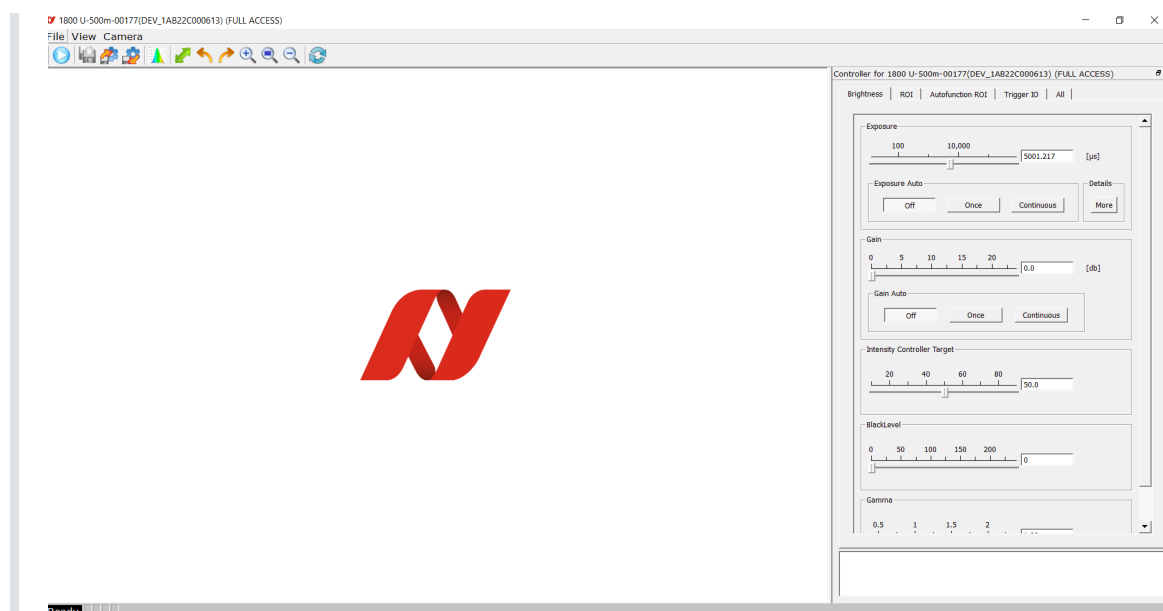 1800 U-500m-00177(DEV_1AB22C000613) (FULL ACCESS)
File View Camera
Controller for 1800 U-500m-00177(DEV_1AB22C000613) (FULL ACCESS)
Brightness ROI Autofunction ROI Trigger IO All
Exposure
100 10,000
5001.217 [µs]
Exposure Auto Details
Off Once Continuous More
Gain
0 5 10 15 20
0.0 [db]
Gain Auto
Off Once Continuous
Intensity Controller Target
20 40 60 80
50.0
BlackLevel
0 50 100 150 200
0
Gamma
0.5 1 1.5 2
Ready